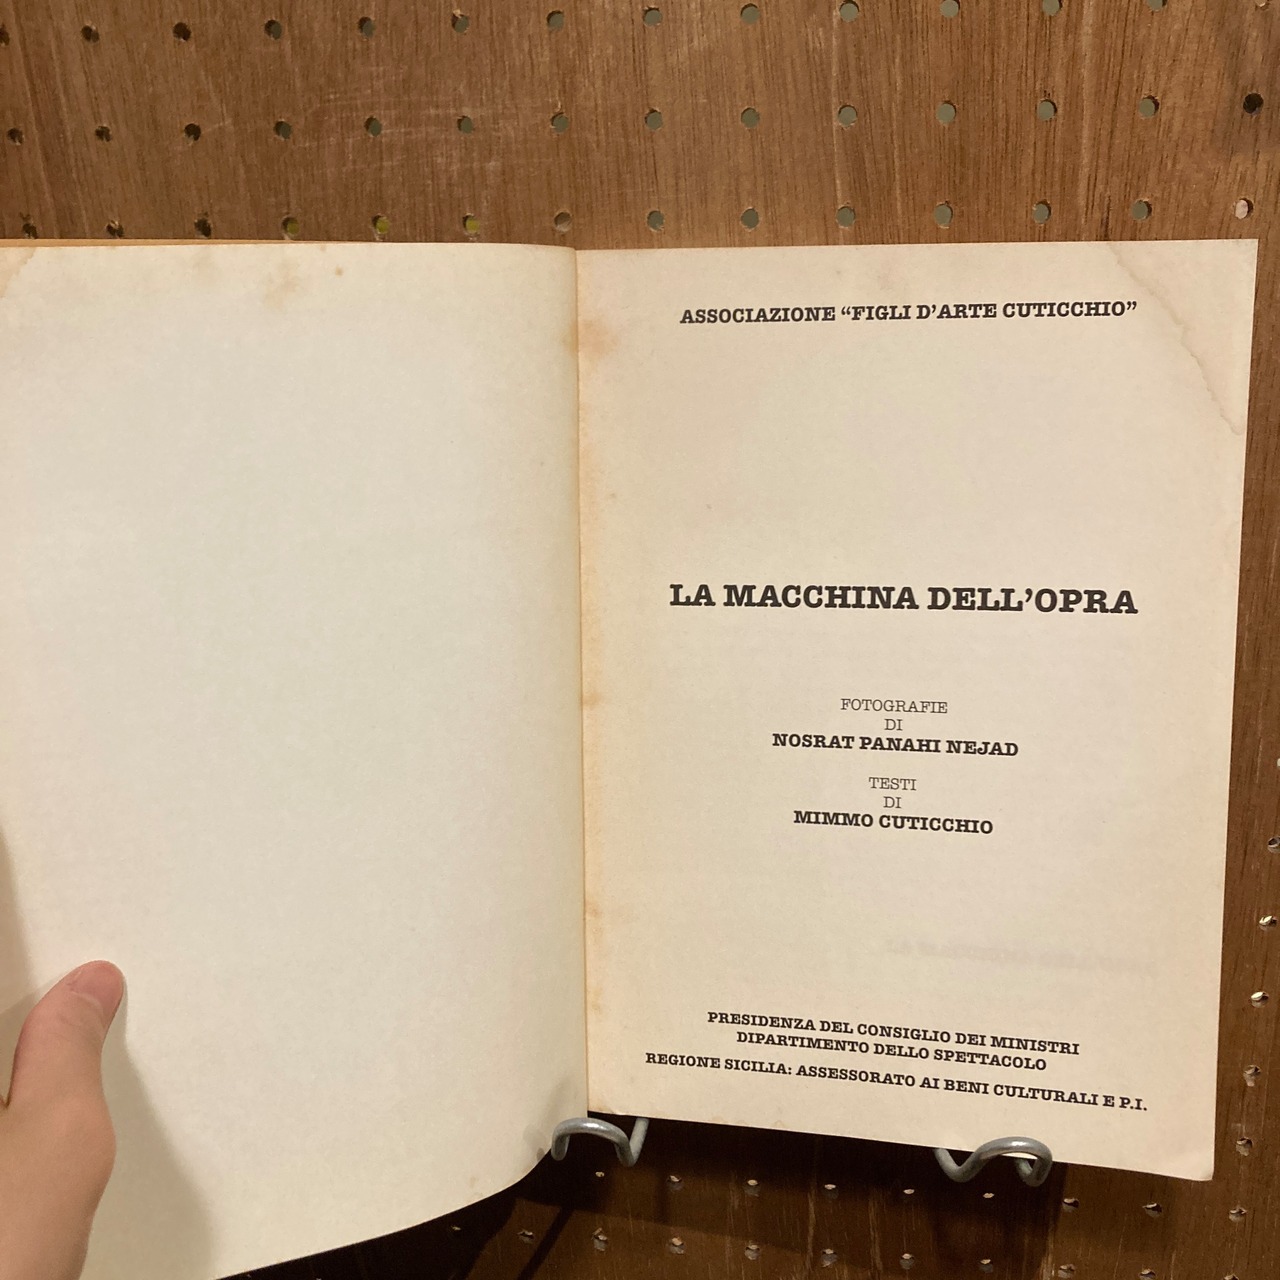 ASSOCIAZIONE “FIGLI D’ARTE CUTICCHIO”
LA MACCHINA DELL’OPRA
FOTOGRAFIE
DI
NOSRAT PANAHI NEJAD
TESTI
DI
MIMMO CUTICCHIO
PRESIDENZA DEL CONSIGLIO DEI MINISTRI
DIPARTIMENTO DELLO SPETTACOLO
REGIONE SICILIA: ASSESSORATO AI BENI CULTURALI E P.I.